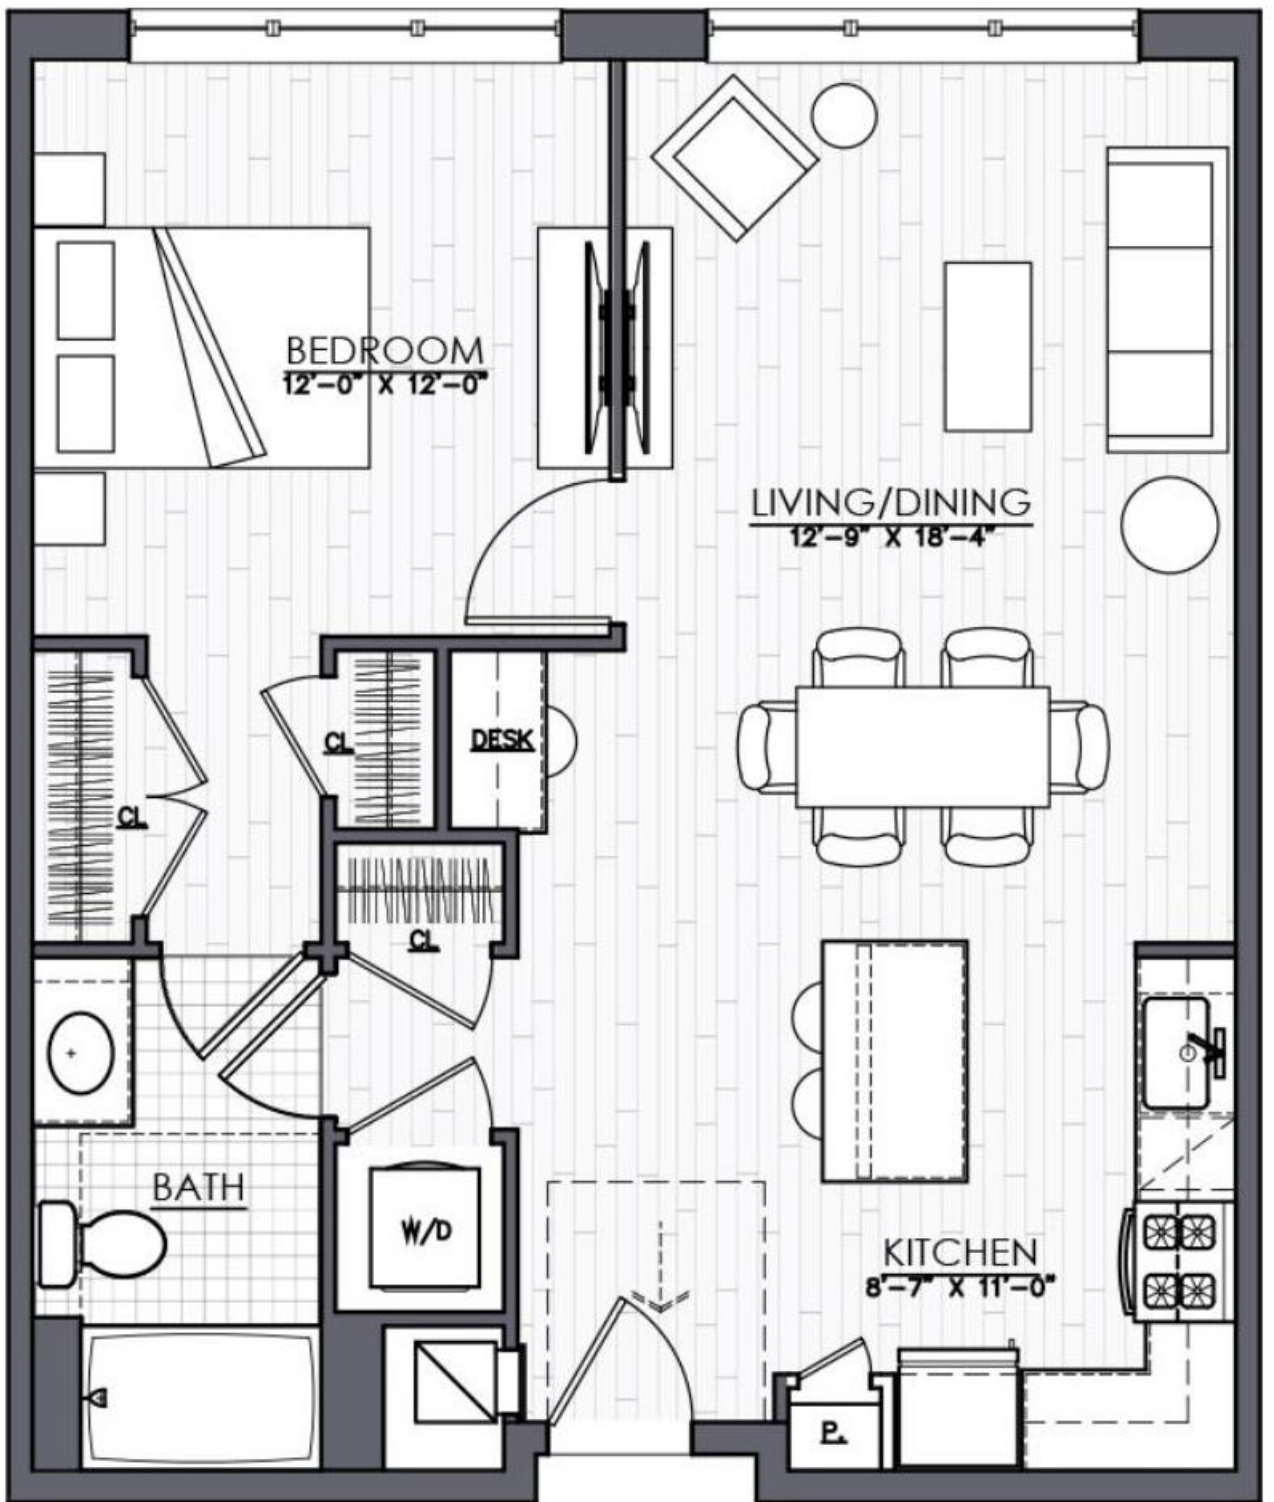 BEDROOM
12'-0" X 12'-0"
LIVING/DINING
12'-9" X 18'-4"
CL
DESK
CL
CL
BATH
W/D
KITCHEN
8'-7" X 11'-0"
P.